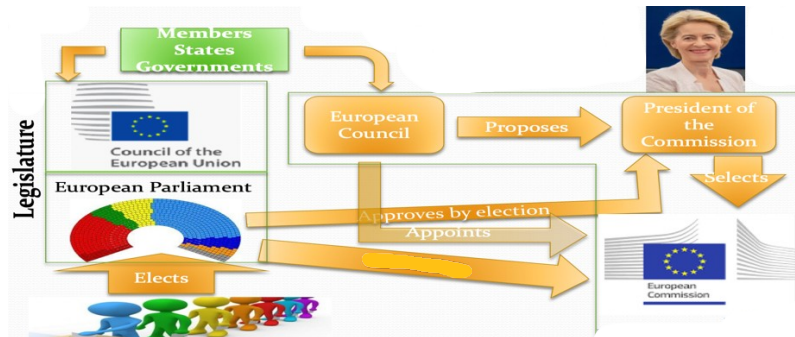 Members
States
Governments
Legislature
Council of the
European Union
European
Council
Proposes
President of
the
Commission
European Parliament
Selects
Approves by election
Appoints
Elects
European
Commission